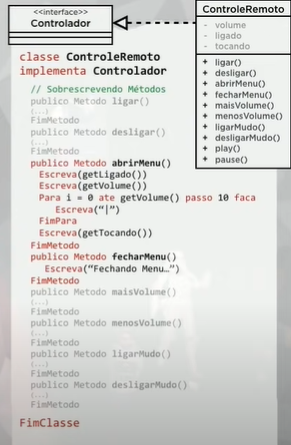 <<interface>>
Controlador
ControleRemoto
- volume
- ligado
- tocando
+ ligar()
+ desligar()
+ abrirMenu()
+ fecharMenu()
+ maisVolume()
+ menosVolume()
+ ligarMudo()
+ desligarMudo()
+ play()
+ pause()
classe ControleRemoto
implementa Controlador
// Sobrescrevendo Métodos
publico Metodo ligar()
(...)
FimMetodo
publico Metodo desligar()
(...)
FimMetodo
publico Metodo abrirMenu()
Escreva(getLigado())
Escreva(getVolume())
Para i = 0 ate getVolume() passo 10 faca
Escreva("|")
FimPara
Escreva(getTocando())
FimMetodo
publico Metodo fecharMenu()
Escreva("Fechando Menu…")
FimMetodo
publico Metodo maisVolume()
(...)
FimMetodo
publico Metodo menosVolume()
(...)
FimMetodo
publico Metodo ligarMudo()
(...)
FimMetodo
publico Metodo desligarMudo()
(...)
FimMetodo
FimClasse